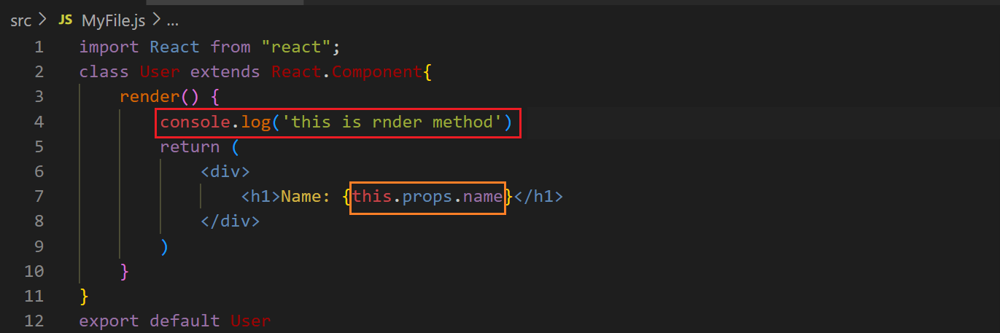 src > JS MyFile.js > ...
1 import React from "react";
2 class User extends React.Component{
3     render() {
4         console.log('this is rnder method')
5         return (
6             <div>
7                 <h1>Name: {this.props.name}</h1>
8             </div>
9         )
10     }
11 }
12 export default User